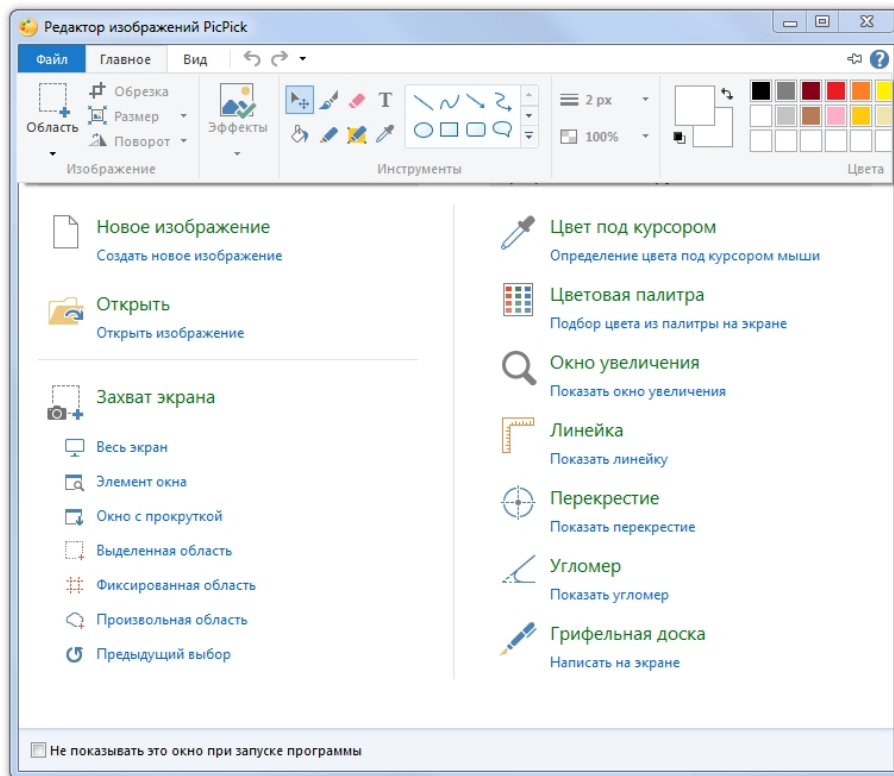 Редактор изображений PicPick
Файл Главное Вид
Область
Обрезка
Размер
Поворот
Изображение
Эффекты
T
Инструменты
2 px
100%
Цвета
Новое изображение
Создать новое изображение
Открыть
Открыть изображение
Захват экрана
Весь экран
Элемент окна
Окно с прокруткой
Выделенная область
Фиксированная область
Произвольная область
Предыдущий выбор
Цвет под курсором
Определение цвета под курсором мыши
Цветовая палитра
Подбор цвета из палитры на экране
Окно увеличения
Показать окно увеличения
Линейка
Показать линейку
Перекрестие
Показать перекрестие
Угломер
Показать угломер
Грифельная доска
Написать на экране
Не показывать это окно при запуске программы